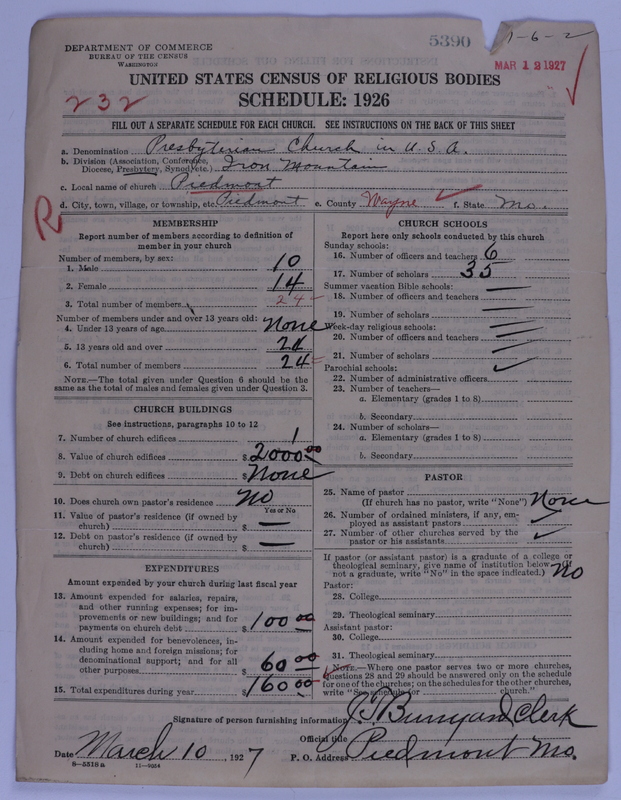 5390
1-6-2
DEPARTMENT OF COMMERCE
BUREAU OF THE CENSUS
WASHINGTON
MAR 12 1927
UNITED STATES CENSUS OF RELIGIOUS BODIES
232
SCHEDULE: 1926
FILL OUT A SEPARATE SCHEDULE FOR EACH CHURCH. SEE INSTRUCTIONS ON THE BACK OF THIS SHEET
a. Denomination Presbyterian Church in U.S.A.
b. Division (Association, Conference, Diocese, Presbytery, Synod, etc.) Iron Mountain
c. Local name of church Piedmont
d. City, town, village, or township, etc. Piedmont e. County Wayne f. State Mo.
R
MEMBERSHIP
Report number of members according to definition of
member in your church
Number of members, by sex:
1. Male 10
2. Female 14
3. Total number of members 24
Number of members under and over 13 years old:
4. Under 13 years of age None
5. 13 years old and over 24
6. Total number of members 24
NOTE.—The total given under Question 6 should be
same as the total of males and females given under Question 3.
CHURCH BUILDINGS
See instructions, paragraphs 10 to 12
7. Number of church edifices 1
8. Value of church edifices $2000.00
9. Debt on church edifices $None
10. Does church own pastor's residence No
Yes or No
11. Value of pastor's residence (if owned by
church) $ —
12. Debt on pastor's residence (if owned by
church) $ —
EXPENDITURES
Amount expended by your church during last fiscal year
13. Amount expended for salaries, repairs,
and other running expenses; for im-
provements or new buildings; and for
payments on church debt $100.00
14. Amount expended for benevolences, in-
cluding home and foreign missions; for
denominational support; and for all
other purposes $60.00
15. Total expenditures during year $160.00
CHURCH SCHOOLS
Report here only schools conducted by this church
Sunday schools:
16. Number of officers and teachers 6
17. Number of scholars 35
Summer vacation Bible schools: —
18. Number of officers and teachers —
19. Number of scholars —
Week-day religious schools: —
20. Number of officers and teachers —
21. Number of scholars —
Parochial schools:
22. Number of administrative officers
23. Number of teachers—
a. Elementary (grades 1 to 8)
b. Secondary
24. Number of scholars—
a. Elementary (grades 1 to 8)
b. Secondary
PASTOR
25. Name of pastor
(If church has no pastor, write "None") None
26. Number of ordained ministers, if any, em-
ployed as assistant pastors
27. Number of other churches served by the
pastor or his assistants
If pastor (or assistant pastor) is a graduate of a college or
theological seminary, give name of institution below. (If
not a graduate, write "No" in the space indicated.) No
Pastor:
28. College
29. Theological seminary
Assistant pastor:
30. College
31. Theological seminary
NOTE.—Where one pastor serves two or more churches,
questions 28 and 29 should be answered only on the schedule
for one of the churches; on the schedules for the other churches,
write "See schedule for church."
Signature of person furnishing information Bunyard Clerk
Official title
Date March 10, 1927 P. O. Address Piedmont Mo.
8—5518 a 11—9034